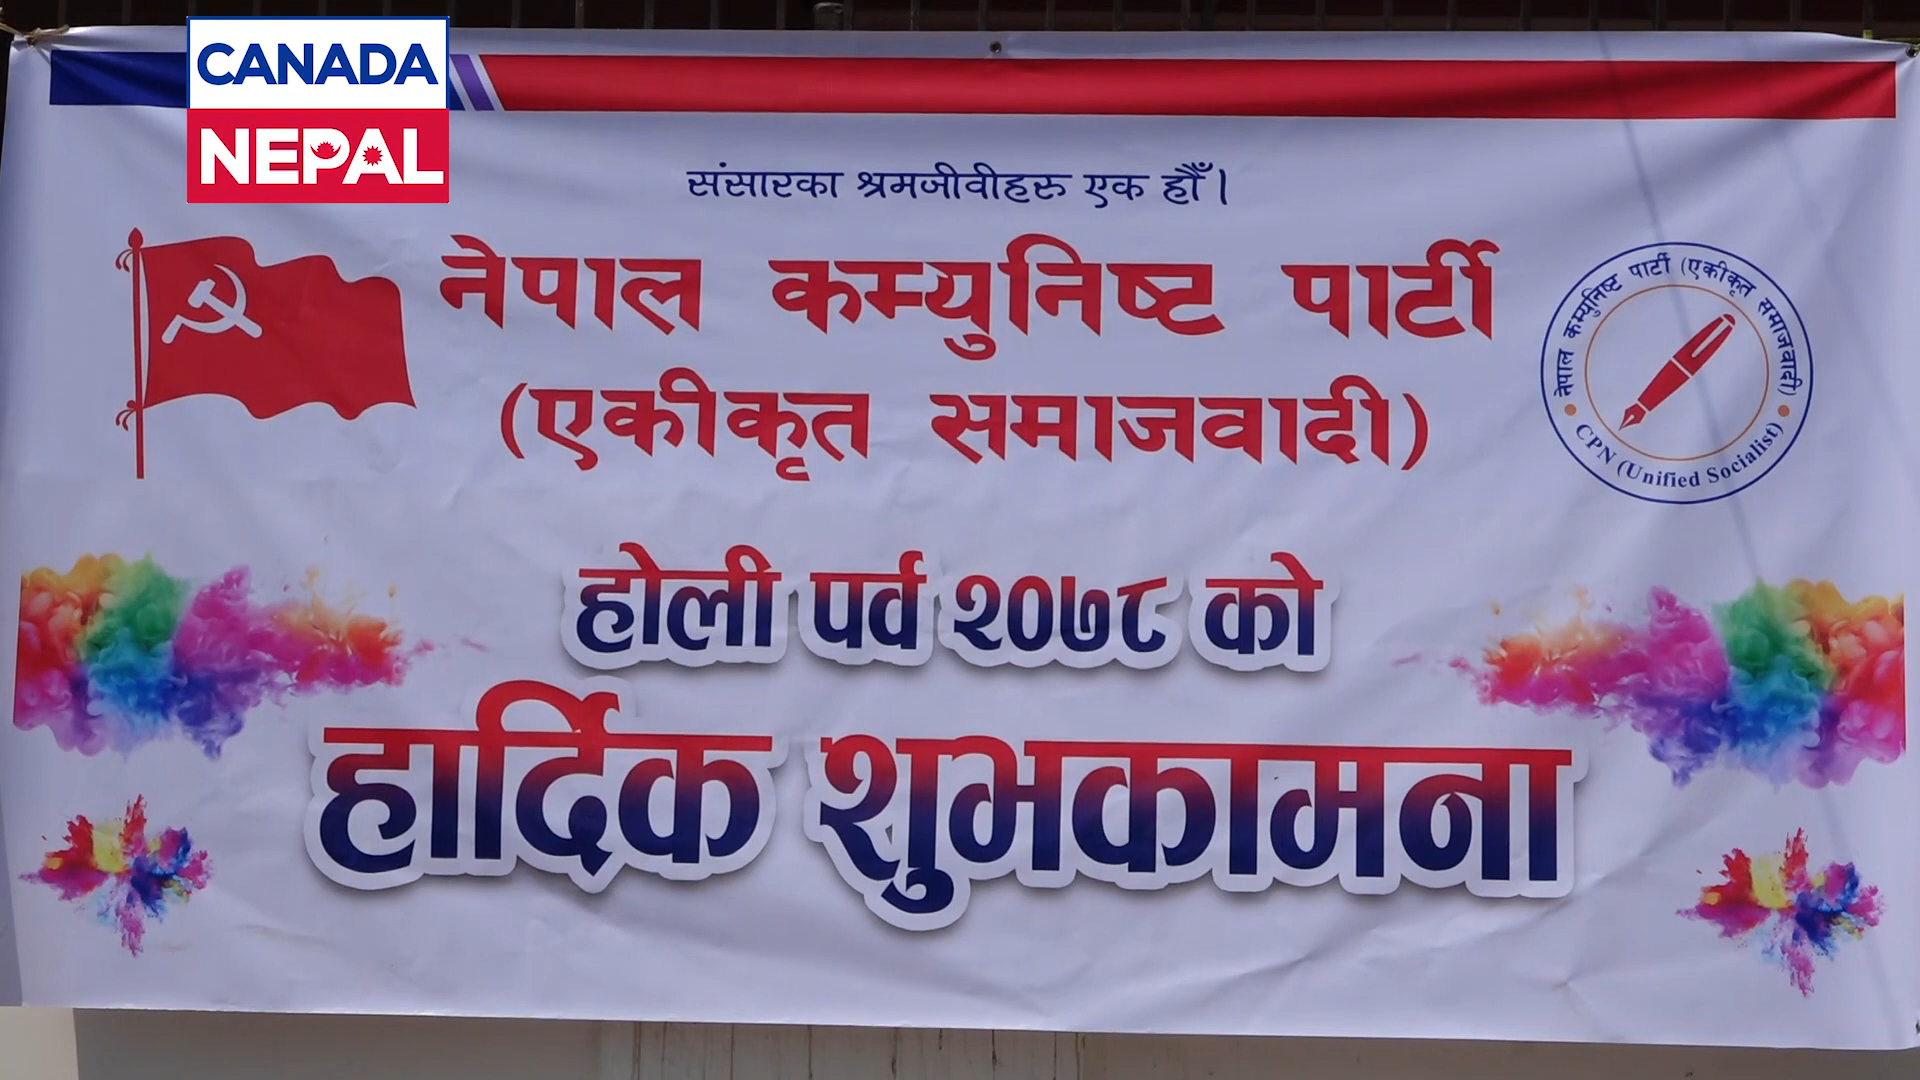 CANADA
NEPAL
संसारका श्रमजीवीहरु एक हौँ।
नेपाल कम्युनिष्ट पार्टी
(एकीकृत समाजवादी)
नेपाल कम्युनिष्ट पार्टी (एकीकृत समाजवादी)
CPN (Unified Socialist)
होली पर्व २०७८ को
हार्दिक शुभकामना